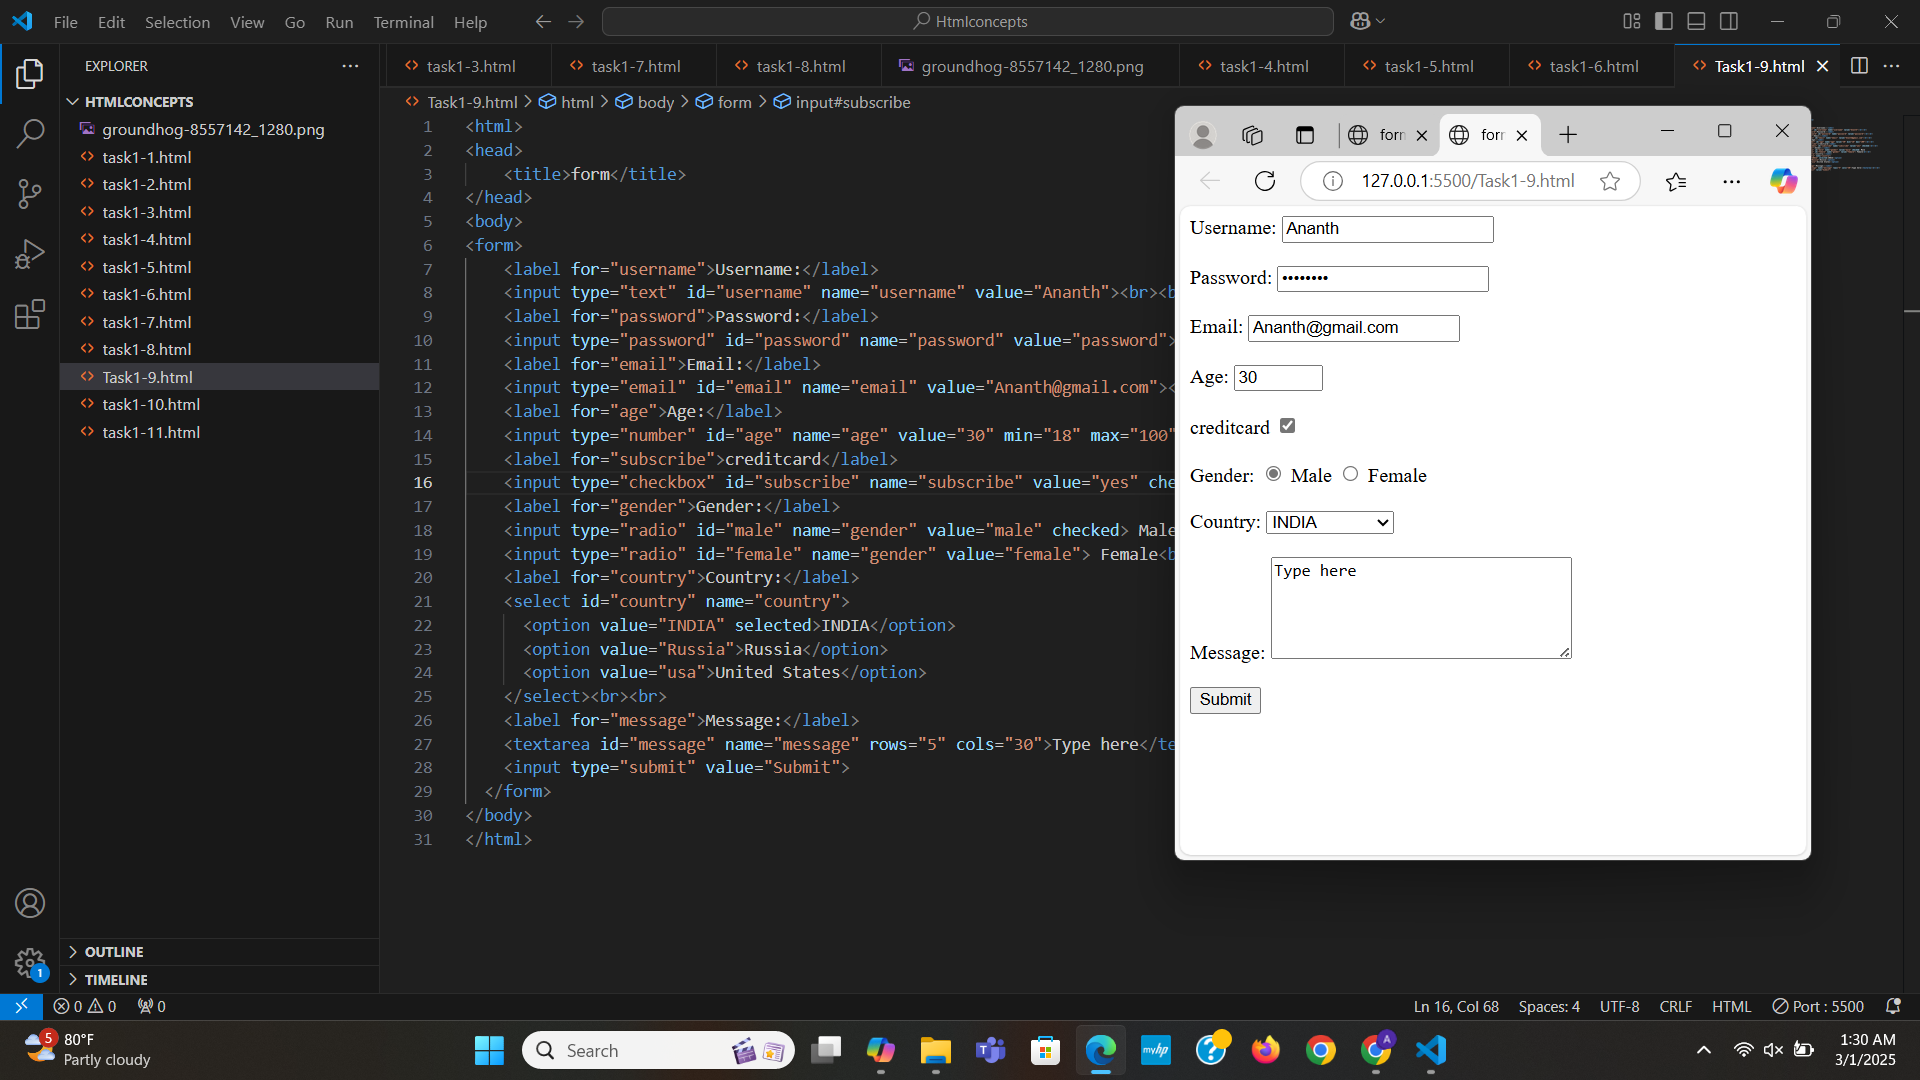 File Edit Selection View Go Run Terminal Help
Htmlconcepts
EXPLORER
HTMLCONCEPTS
groundhog-8557142_1280.png
task1-1.html
task1-2.html
task1-3.html
task1-4.html
task1-5.html
task1-6.html
task1-7.html
task1-8.html
Task1-9.html
task1-10.html
task1-11.html
OUTLINE
TIMELINE
task1-3.html task1-7.html task1-8.html groundhog-8557142_1280.png task1-4.html task1-5.html task1-6.html Task1-9.html
Task1-9.html > html > body > form > input#subscribe
1 <html>
2 <head>
3 <title>form</title>
4 </head>
5 <body>
6 <form>
7 <label for="username">Username:</label>
8 <input type="text" id="username" name="username" value="Ananth"><br><b
9 <label for="password">Password:</label>
10 <input type="password" id="password" name="password" value="password">
11 <label for="email">Email:</label>
12 <input type="email" id="email" name="email" value="Ananth@gmail.com"><
13 <label for="age">Age:</label>
14 <input type="number" id="age" name="age" value="30" min="18" max="100"
15 <label for="subscribe">creditcard</label>
16 <input type="checkbox" id="subscribe" name="subscribe" value="yes" che
17 <label for="gender">Gender:</label>
18 <input type="radio" id="male" name="gender" value="male" checked> Male
19 <input type="radio" id="female" name="gender" value="female"> Female<b
20 <label for="country">Country:</label>
21 <select id="country" name="country">
22 <option value="INDIA" selected>INDIA</option>
23 <option value="Russia">Russia</option>
24 <option value="usa">United States</option>
25 </select><br><br>
26 <label for="message">Message:</label>
27 <textarea id="message" name="message" rows="5" cols="30">Type here</te
28 <input type="submit" value="Submit">
29 </form>
30 </body>
31 </html>
form form
127.0.0.1:5500/Task1-9.html
Username: Ananth
Password: ••••••••
Email: Ananth@gmail.com
Age: 30
creditcard
Gender: Male Female
Country: INDIA
Type here
Message:
Submit
1
0 0 0
Ln 16, Col 68 Spaces: 4 UTF-8 CRLF HTML Port : 5500
5
80°F
Partly cloudy
Search
myhp
A
1:30 AM
3/1/2025